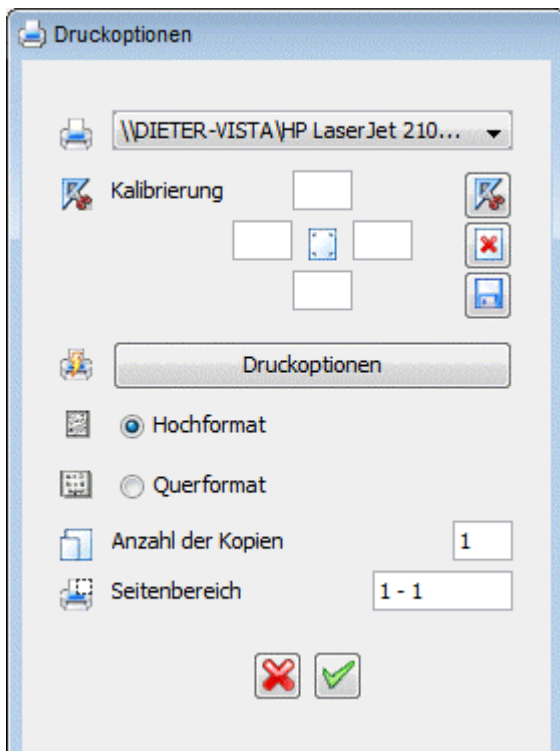 Druckoptionen
\\DIETER-VISTA\HP LaserJet 210...
Kalibrierung
Druckoptionen
Hochformat
Querformat
Anzahl der Kopien 1
Seitenbereich 1 - 1